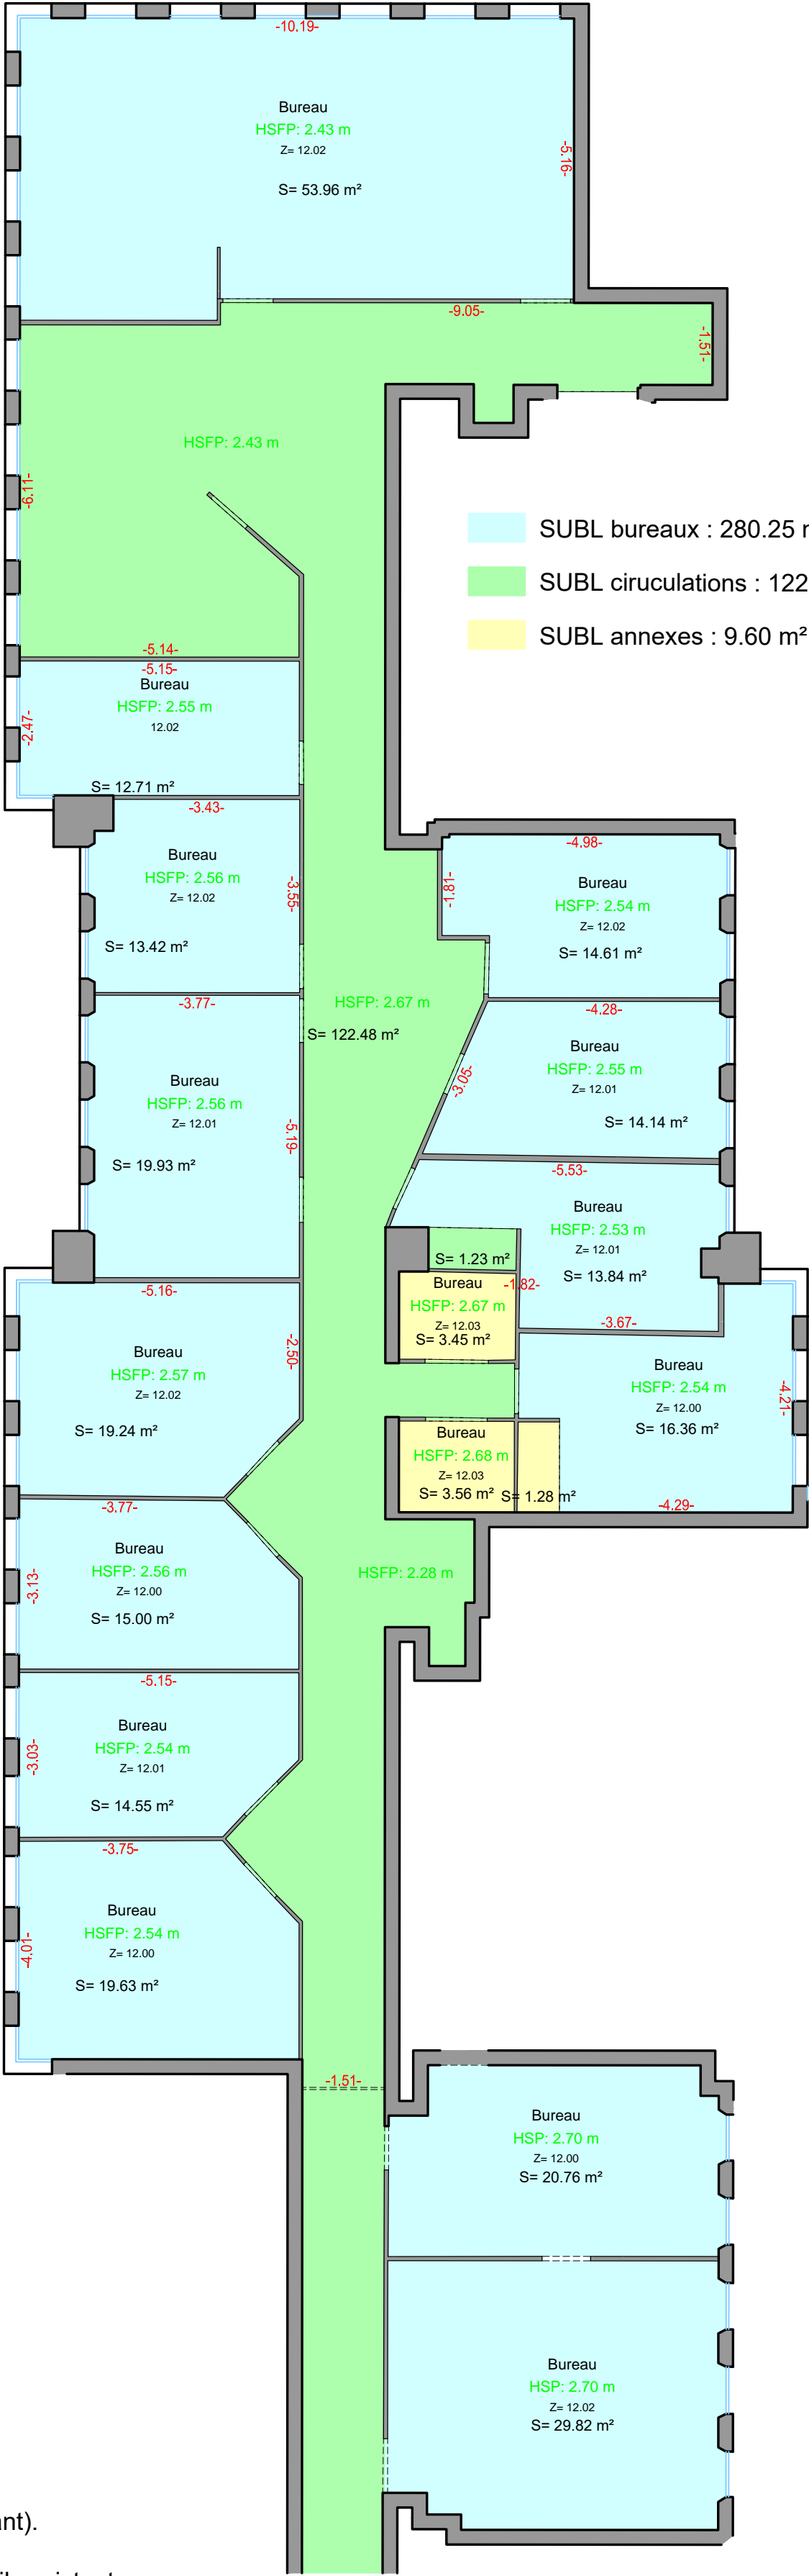 -10.19-
Bureau
HSFP: 2.43 m
Z= 12.02
S= 53.96 m²
-5.16-
-9.05-
-1.51-
HSFP: 2.43 m
-6.11-
SUBL bureaux : 280.25
SUBL ciruculations : 122
SUBL annexes : 9.60 m²
-5.14-
-5.15-
Bureau
HSFP: 2.55 m
12.02
-2.47-
S= 12.71 m²
-3.43-
Bureau
HSFP: 2.56 m
Z= 12.02
-3.55-
S= 13.42 m²
-4.98-
-1.81-
Bureau
HSFP: 2.54 m
Z= 12.02
S= 14.61 m²
-3.77-
HSFP: 2.67 m
S= 122.48 m²
-4.28-
Bureau
HSFP: 2.55 m
Z= 12.01
S= 14.14 m²
-3.05-
Bureau
HSFP: 2.56 m
Z= 12.01
-5.19-
S= 19.93 m²
-5.53-
Bureau
HSFP: 2.53 m
Z= 12.01
S= 13.84 m²
S= 1.23 m²
-1.82-
Bureau
HSFP: 2.67 m
Z= 12.03
S= 3.45 m²
-3.67-
-5.16-
Bureau
HSFP: 2.57 m
Z= 12.02
-2.50-
S= 19.24 m²
Bureau
HSFP: 2.54 m
Z= 12.00
S= 16.36 m²
-4.21-
Bureau
HSFP: 2.68 m
Z= 12.03
S= 3.56 m²
S= 1.28 m²
-4.29-
-3.77-
Bureau
HSFP: 2.56 m
Z= 12.00
-3.13-
S= 15.00 m²
HSFP: 2.28 m
-5.15-
Bureau
HSFP: 2.54 m
Z= 12.01
-3.03-
S= 14.55 m²
-3.75-
Bureau
HSFP: 2.54 m
Z= 12.00
-4.01-
S= 19.63 m²
-1.51-
Bureau
HSP: 2.70 m
Z= 12.00
S= 20.76 m²
Bureau
HSP: 2.70 m
Z= 12.02
S= 29.82 m²
ant).